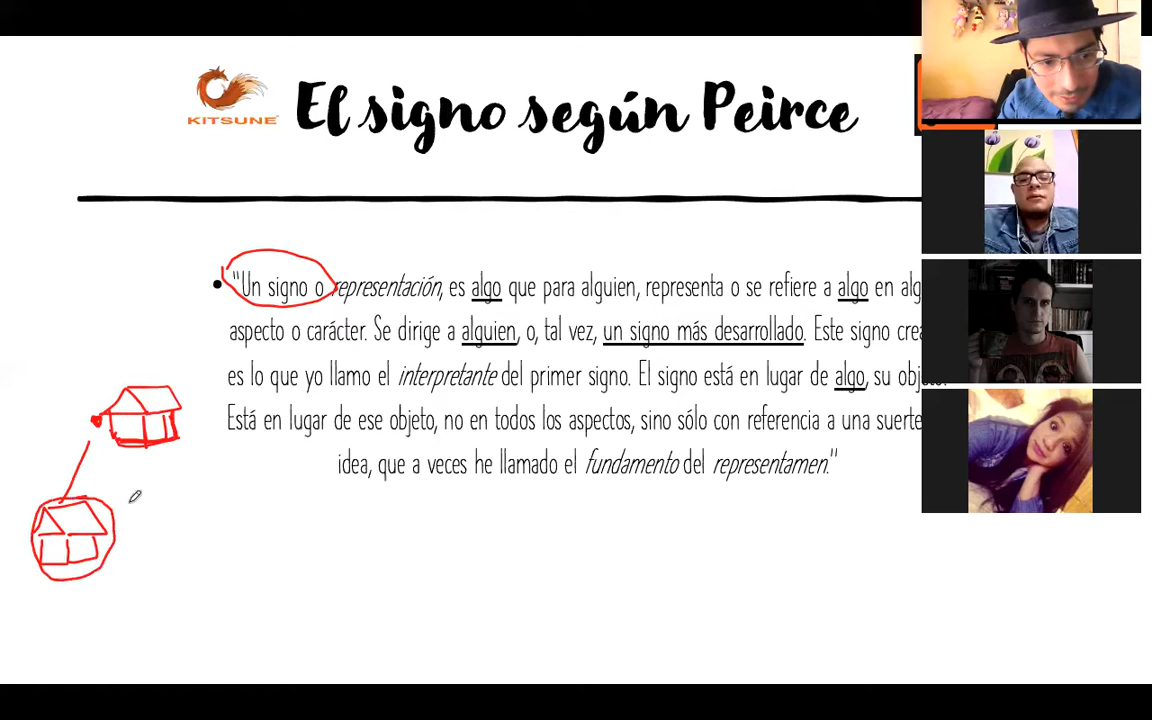 KITSUNE
El signo según Peirce
• "Un signo o representación, es algo que para alguien, representa o se refiere a algo en
aspecto o carácter. Se dirige a alguien, o, tal vez, un signo más desarrollado. Este signo
es lo que yo llamo el interpretante del primer signo. El signo está en lugar de algo, su
Está en lugar de ese objeto, no en todos los aspectos, sino sólo con referencia a una suerte
idea, que a veces he llamado el fundamento del representamen."